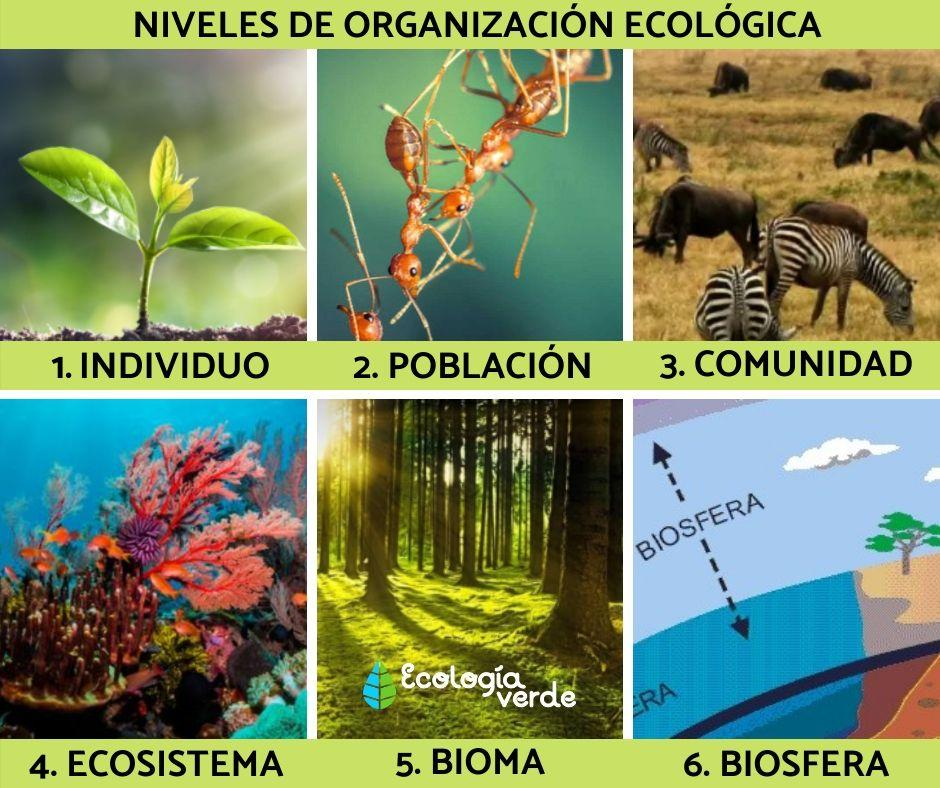 NIVELES DE ORGANIZACIÓN ECOLÓGICA
1. INDIVIDUO
2. POBLACIÓN
3. COMUNIDAD
BIOSFERA
Ecología
verde
ERA
4. ECOSISTEMA
5. BIOMA
6. BIOSFERA